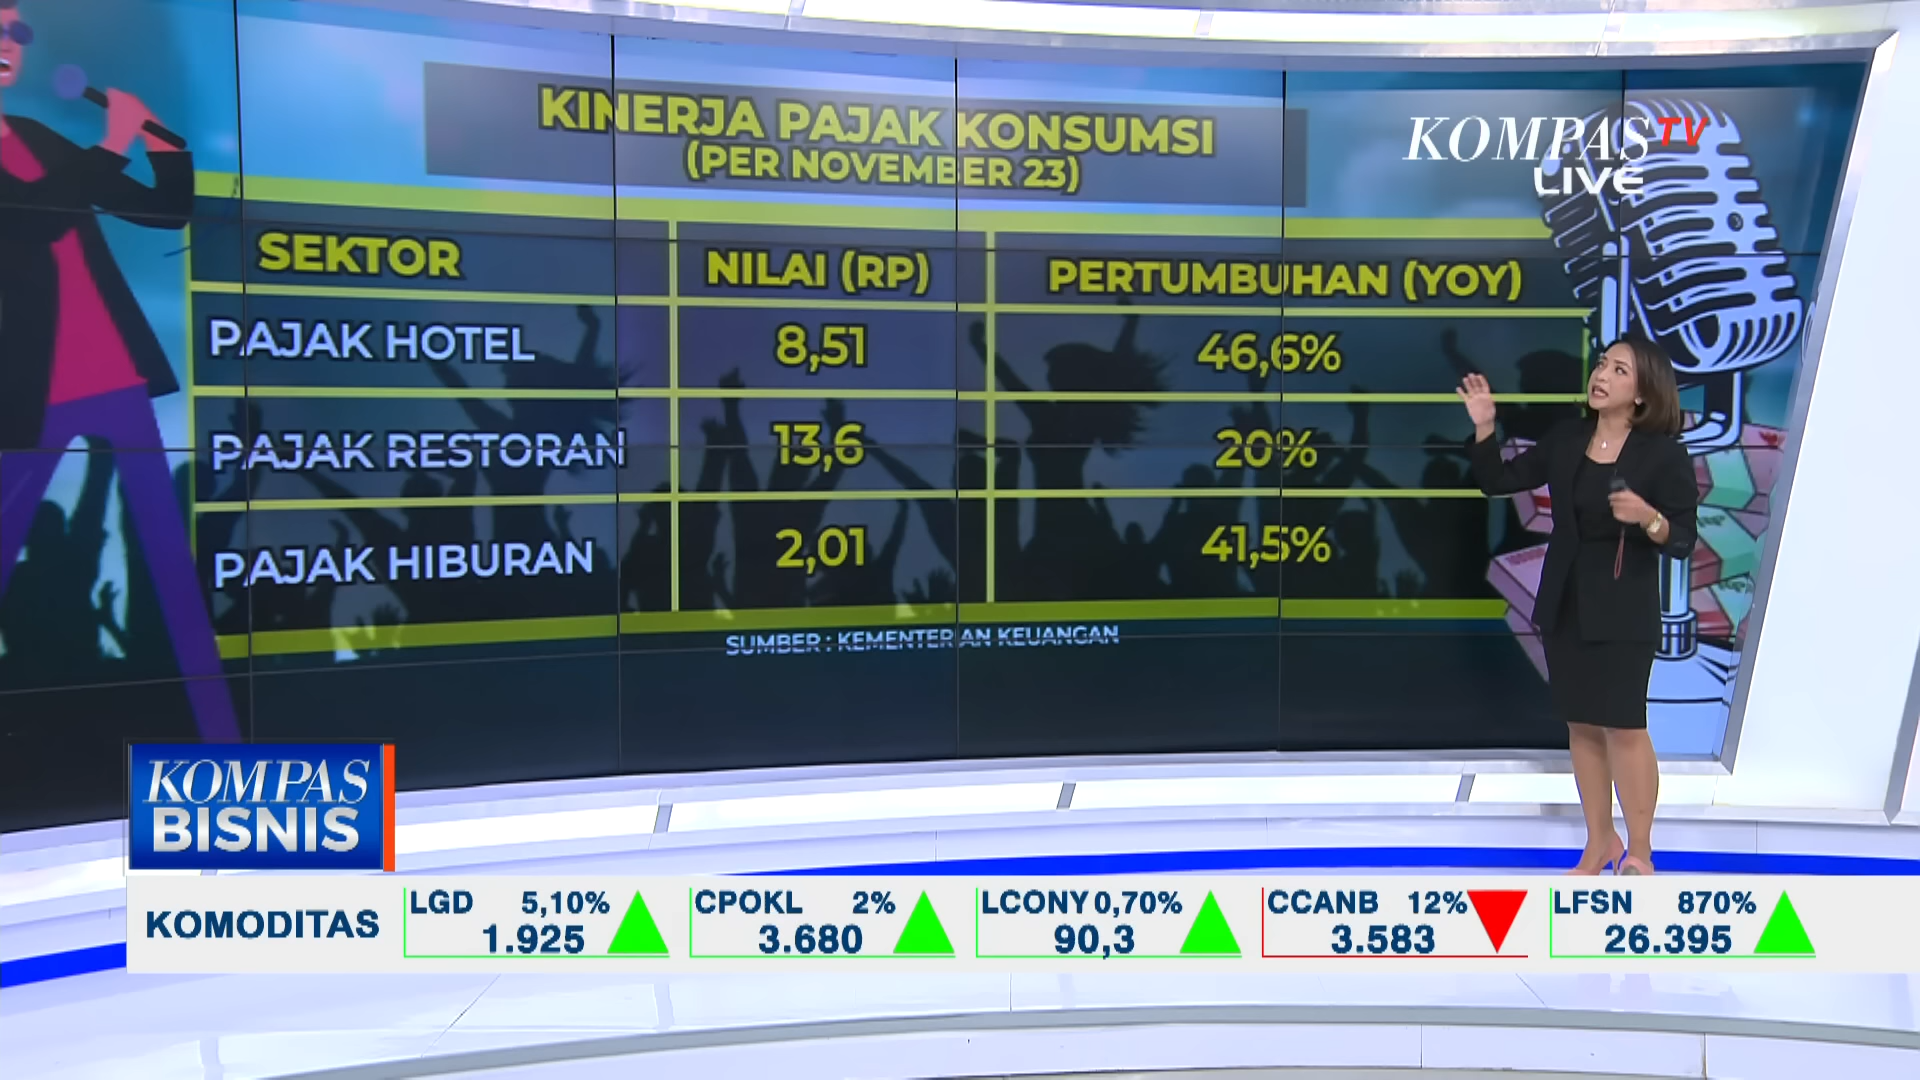 KINERJA PAJAK KONSUMSI
(PER NOVEMBER 23)
KOMPAS TV
LIVE
SEKTOR NILAI (RP) PERTUMBUHAN (YOY)
PAJAK HOTEL 8,51 46,6%
PAJAK RESTORAN 13,6 20%
PAJAK HIBURAN 2,01 41,5%
SUMBER : KEMENTERIAN KEUANGAN
KOMPAS
BISNIS
KOMODITAS
LGD 5,10%
1.925
CPOKL 2%
3.680
LCONY 0,70%
90,3
CCANB 12%
3.583
LFSN 870%
26.395